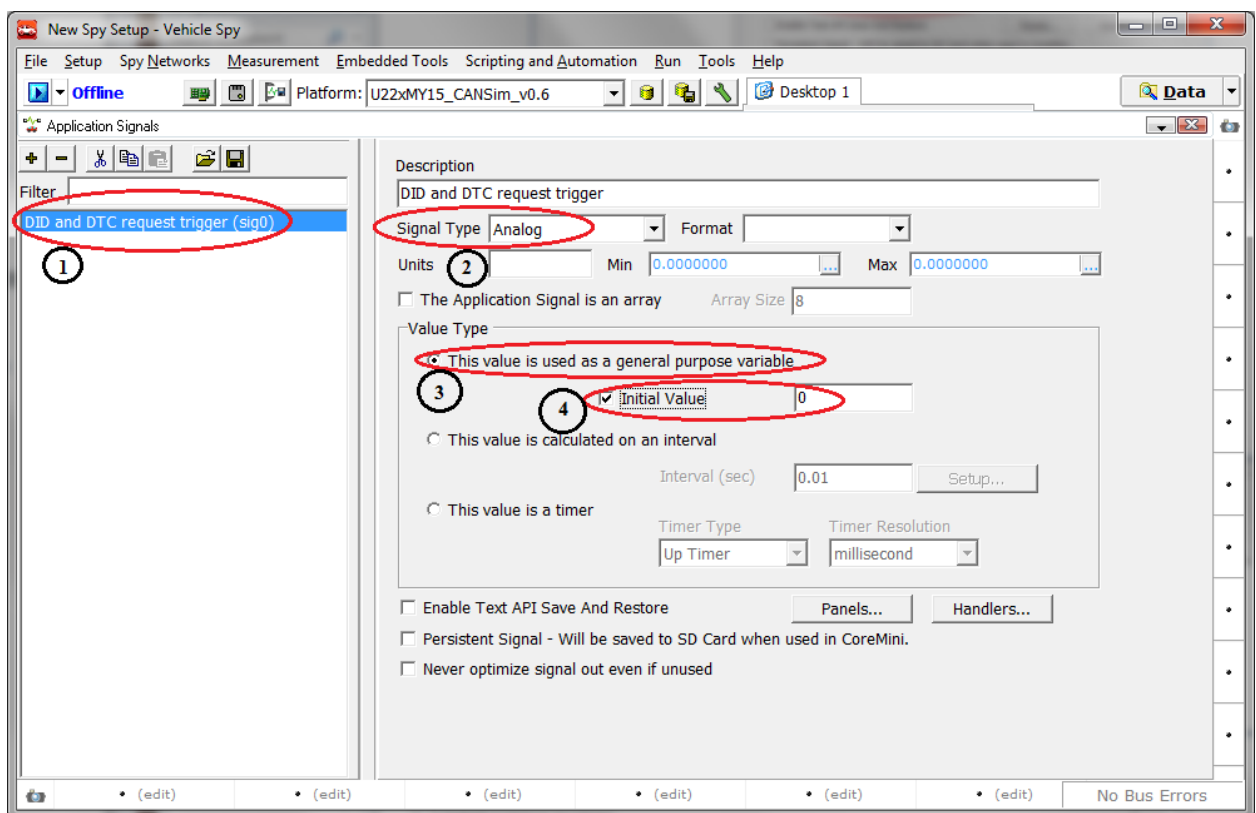 New Spy Setup - Vehicle Spy
File Setup Spy Networks Measurement Embedded Tools Scripting and Automation Run Tools Help
Offline Platform: U22xMY15_CANSim_v0.6 Desktop 1 Data
Application Signals
Filter
DID and DTC request trigger (sig0)
1
Description
DID and DTC request trigger
Signal Type Analog Format
Units 2 Min 0.0000000 ... Max 0.0000000 ...
The Application Signal is an array Array Size 8
Value Type
This value is used as a general purpose variable
3
4 Initial Value 0
This value is calculated on an interval
Interval (sec) 0.01 Setup...
This value is a timer
Timer Type Timer Resolution
Up Timer millisecond
Enable Text API Save And Restore Panels... Handlers...
Persistent Signal - Will be saved to SD Card when used in CoreMini.
Never optimize signal out even if unused
(edit) (edit) (edit) (edit) (edit) (edit) No Bus Errors